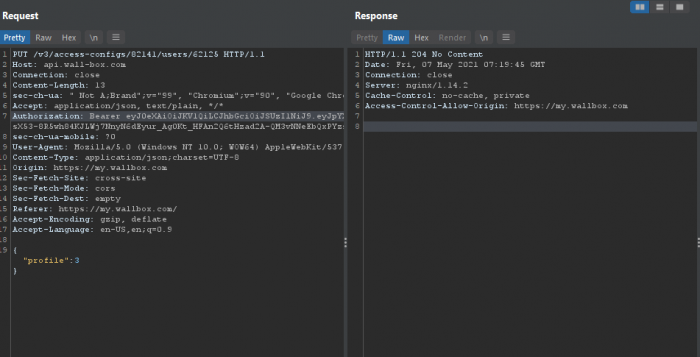 Request
Pretty Raw Hex \n
1 PUT /v3/access-configs/82141/users/62125 HTTP/1.1
2 Host: api.wall-box.com
3 Connection: close
4 Content-Length: 13
5 sec-ch-ua: " Not A;Brand";v="99", "Chromium";v="90", "Google Chro
6 Accept: application/json, text/plain, */*
7 Authorization: Bearer
8 sec-ch-ua-mobile: ?0
9 User-Agent: Mozilla/5.0 (Windows NT 10.0; WOW64) AppleWebKit/537
10 Content-Type: application/json;charset=UTF-8
11 Origin: https://my.wallbox.com
12 Sec-Fetch-Site: cross-site
13 Sec-Fetch-Mode: cors
14 Sec-Fetch-Dest: empty
15 Referer: https://my.wallbox.com/
16 Accept-Encoding: gzip, deflate
17 Accept-Language: en-US,en;q=0.9
18
19 {
"profile":3
}
Response
Pretty Raw Hex Render \n
1 HTTP/1.1 204 No Content
2 Date: Fri, 07 May 2021 07:19:45 GMT
3 Connection: close
4 Server: nginx/1.14.2
5 Cache-Control: no-cache, private
6 Access-Control-Allow-Origin: https://my.wallbox.com
7
8